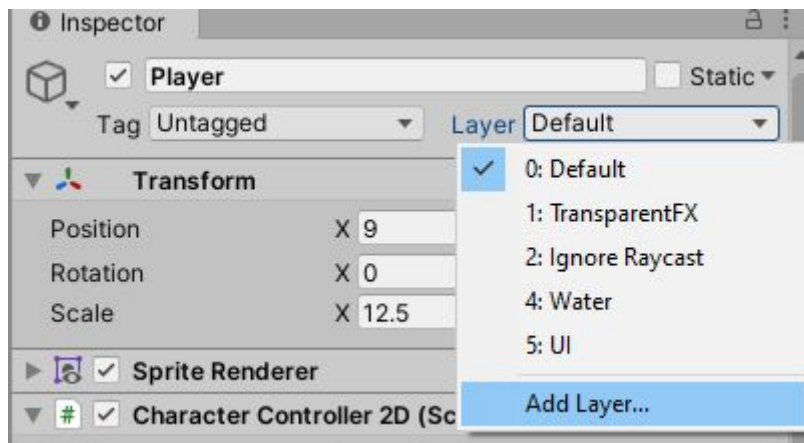 Inspector
Player Static
Tag Untagged Layer Default
0: Default
Transform
1: TransparentFX
Position X 9
2: Ignore Raycast
Rotation X 0
4: Water
Scale X 12.5
5: UI
Sprite Renderer
Add Layer...
# Character Controller 2D (Sc